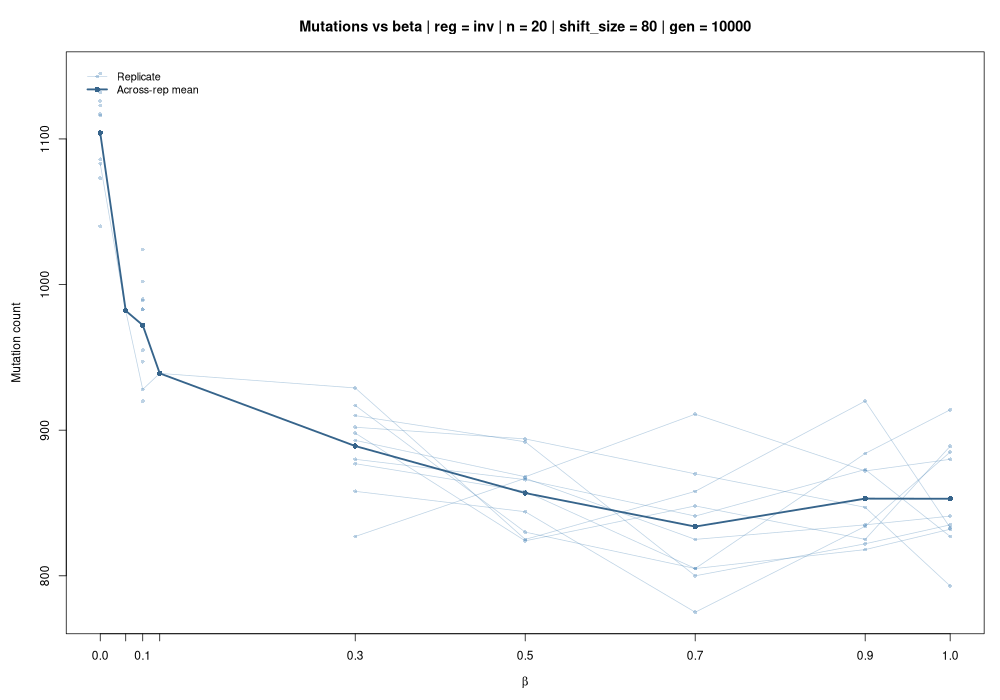 Mutations vs beta | reg = inv | n = 20 | shift_size = 80 | gen = 10000
Replicate
Across-rep mean
1100
1000
900
800
Mutation count
0.0 0.1 0.3 0.5 0.7 0.9 1.0
β